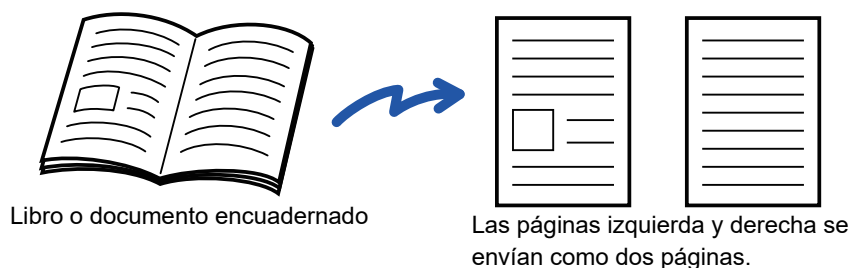 Libro o documento encuadernado
Las páginas izquierda y derecha se
envían como dos páginas.